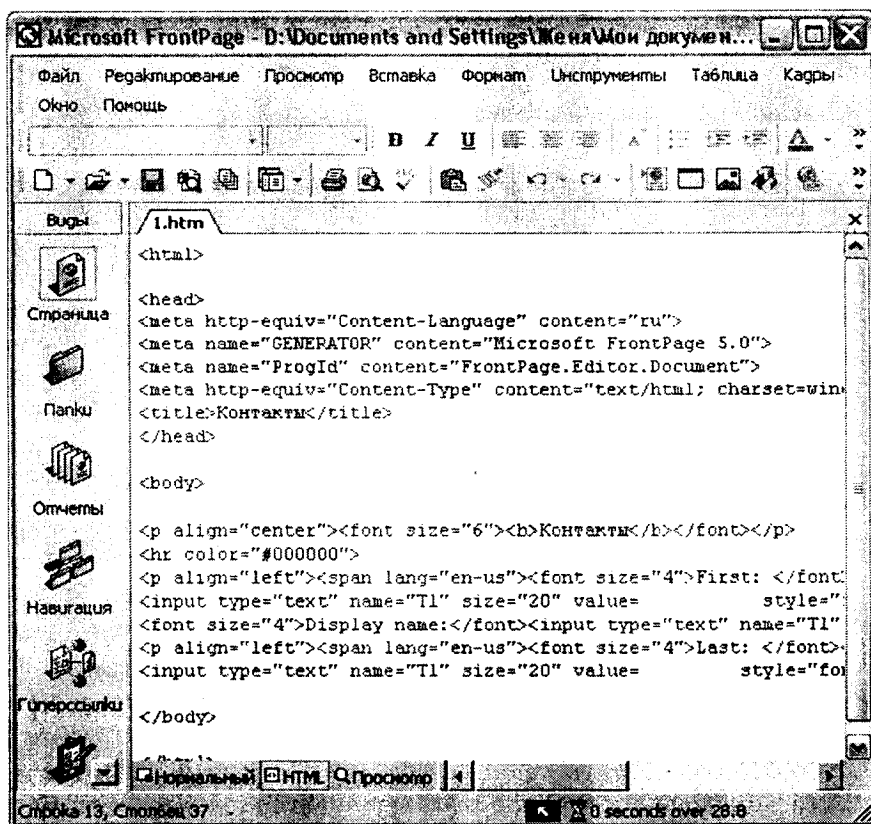 Microsoft FrontPage - D:\Documents and Settings\Женя\Мои докумен...
Файл Редактирование Просмотр Вставка Формат Инструменты Таблица Кадры
Окно Помощь
B I U A
Виды
1.htm
Страница
Папки
Отчеты
Навигация
Гиперссылки
<html>
<head>
<meta http-equiv="Content-Language" content="ru">
<meta name="GENERATOR" content="Microsoft FrontPage 5.0">
<meta name="ProgId" content="FrontPage.Editor.Document">
<meta http-equiv="Content-Type" content="text/html; charset=win
<title>Контакты</title>
</head>
<body>
<p align="center"><font size="6"><b>Контакты</b></font></p>
<hr color="#000000">
<p align="left"><span lang="en-us"><font size="4">First: </font>
<input type="text" name="T1" size="20" value= style="
<font size="4">Display name:</font><input type="text" name="T1"
<p align="left"><span lang="en-us"><font size="4">Last: </font>
<input type="text" name="T1" size="20" value= style="for
</body>
Нормальный HTML Просмотр
Строка 13, Столбец 37 0 seconds over 28.8